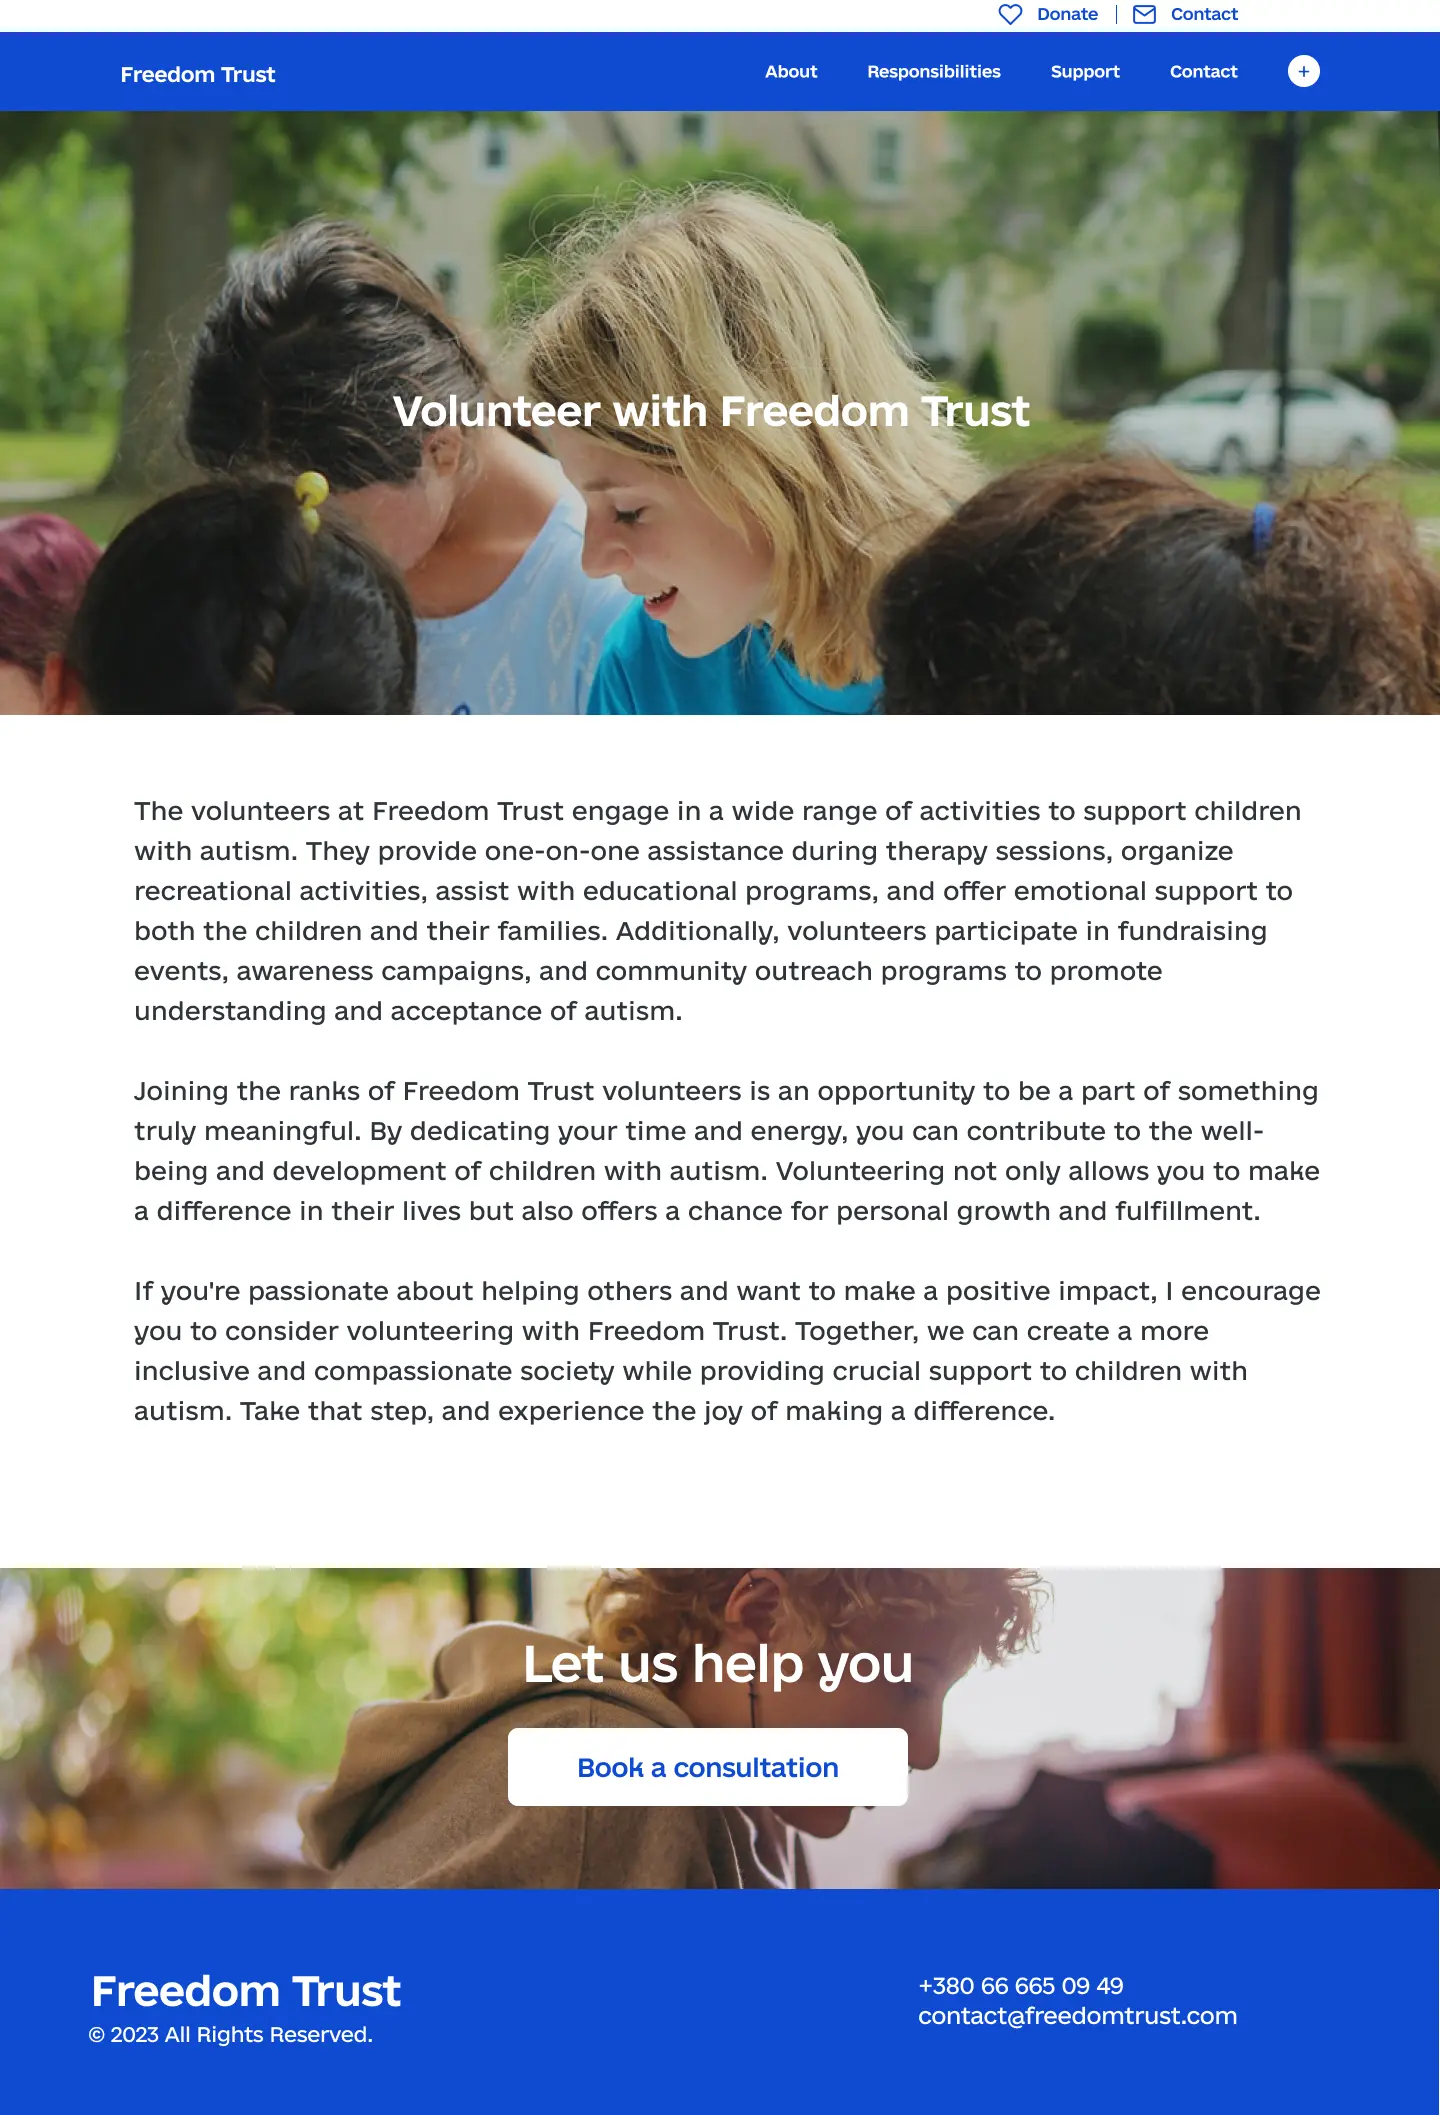 Donate | Contact
Freedom Trust
About Responsibilities Support Contact +
Volunteer with Freedom Trust
The volunteers at Freedom Trust engage in a wide range of activities to support children
with autism. They provide one-on-one assistance during therapy sessions, organize
recreational activities, assist with educational programs, and offer emotional support to
both the children and their families. Additionally, volunteers participate in fundraising
events, awareness campaigns, and community outreach programs to promote
understanding and acceptance of autism.
Joining the ranks of Freedom Trust volunteers is an opportunity to be a part of something
truly meaningful. By dedicating your time and energy, you can contribute to the well-
being and development of children with autism. Volunteering not only allows you to make
a difference in their lives but also offers a chance for personal growth and fulfillment.
If you're passionate about helping others and want to make a positive impact, I encourage
you to consider volunteering with Freedom Trust. Together, we can create a more
inclusive and compassionate society while providing crucial support to children with
autism. Take that step, and experience the joy of making a difference.
Let us help you
Book a consultation
Freedom Trust
© 2023 All Rights Reserved.
+380 66 665 09 49
contact@freedomtrust.com